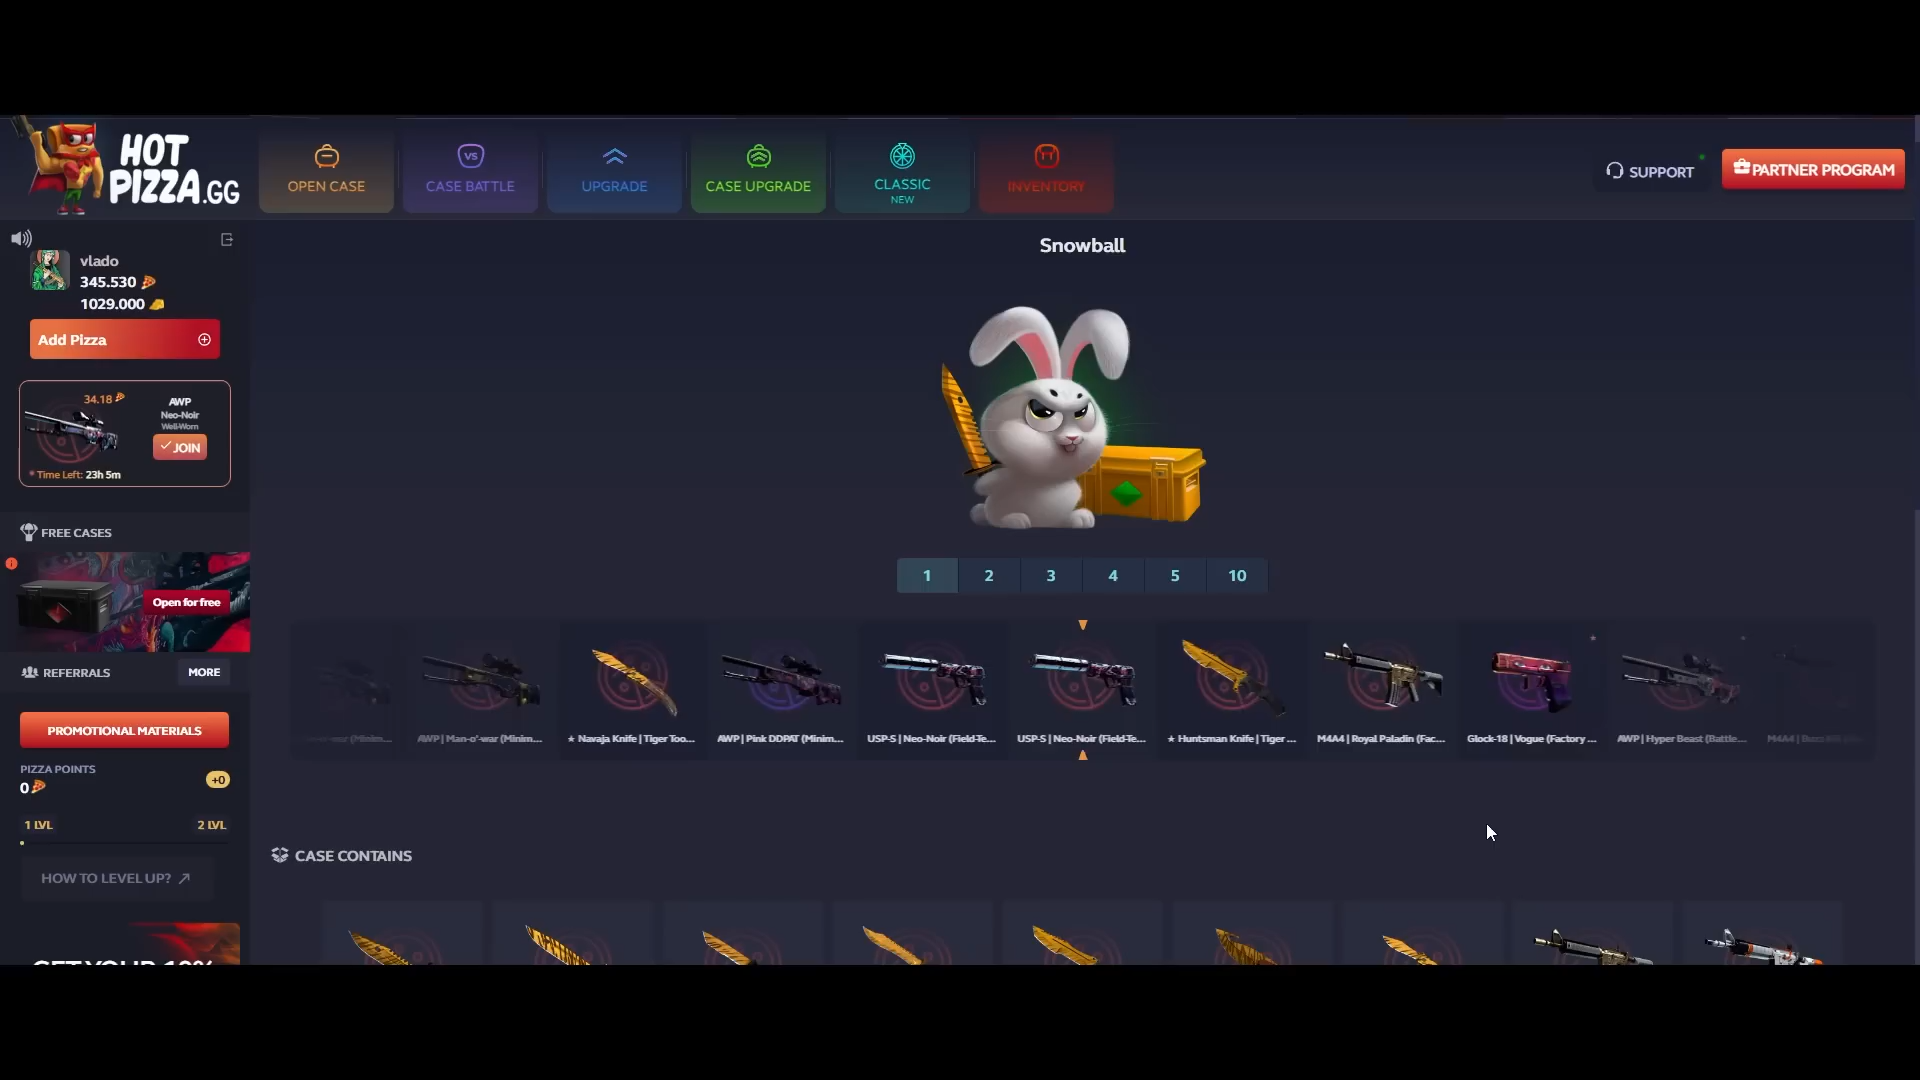 HOT PIZZA.GG
OPEN CASE
VS
CASE BATTLE
UPGRADE
CASE UPGRADE
CLASSIC
NEW
INVENTORY
SUPPORT
PARTNER PROGRAM
vlado
345.530
1029.000
Add Pizza
34.18
AWP
Neo-Noir
Well-Worn
JOIN
* Time Left: 23h 5m
FREE CASES
Open for free
REFERRALS
MORE
PROMOTIONAL MATERIALS
PIZZA POINTS
0
+0
1 LVL
2 LVL
HOW TO LEVEL UP?
GET YOUR 10%
Snowball
1 2 3 4 5 10
AWP | Man-o'-war (Minim...
★ Navaja Knife | Tiger Too...
AWP | Pink DDPAT (Minim...
USP-S | Neo-Noir (Field-Te...
USP-S | Neo-Noir (Field-Te...
★ Huntsman Knife | Tiger ...
M4A4 | Royal Paladin (Fac...
Glock-18 | Vogue (Factory ...
AWP | Hyper Beast (Battle...
CASE CONTAINS